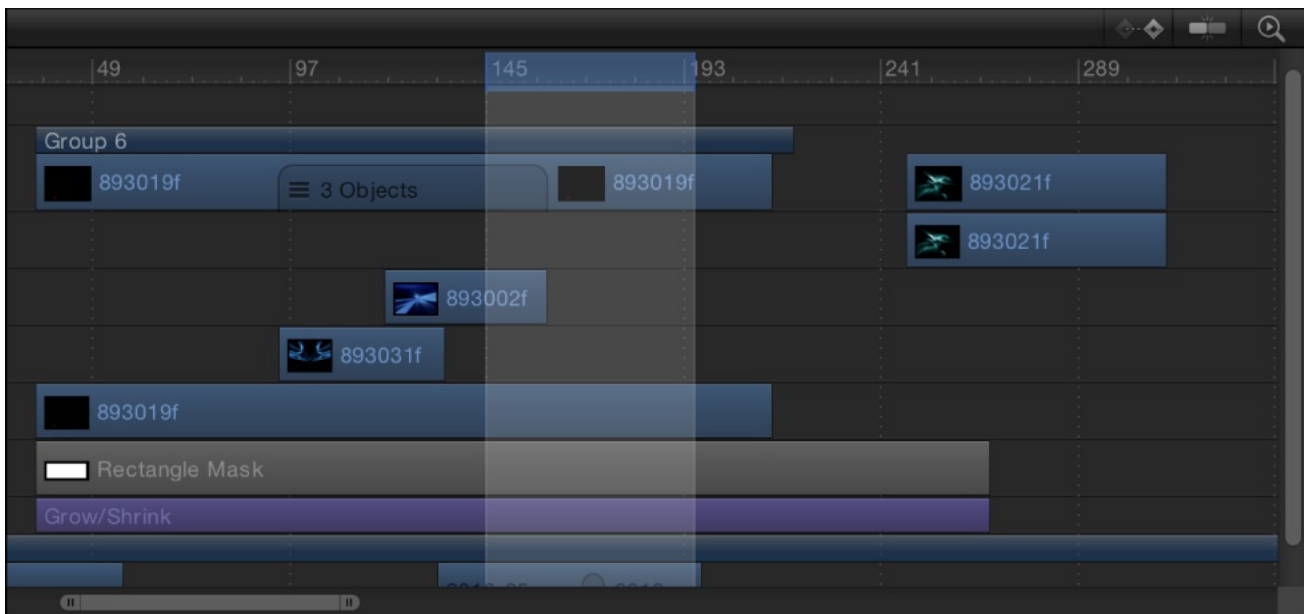 49 97 145 193 241 289
Group 6
893019f 3 Objects 893019f 893021f
893021f
893002f
893031f
893019f
Rectangle Mask
Grow/Shrink